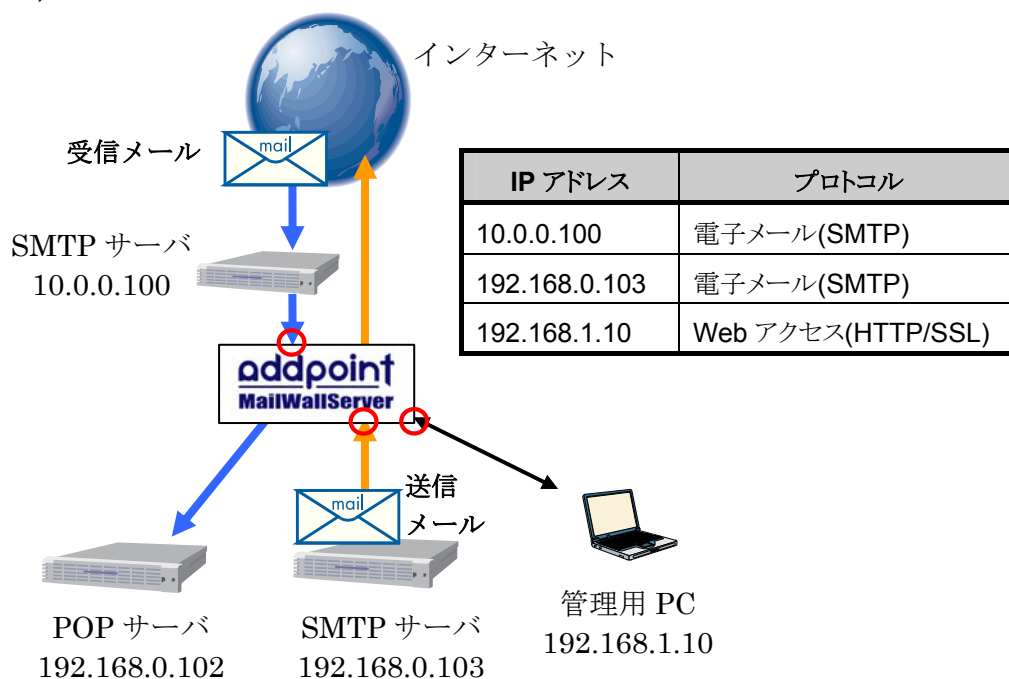 インターネット
mail
受信メール
SMTP サーバ
10.0.0.100
IP アドレス プロトコル
10.0.0.100 電子メール(SMTP)
192.168.0.103 電子メール(SMTP)
192.168.1.10 Web アクセス(HTTP/SSL)
addpoint
MailWallServer
mail
送信
メール
POP サーバ
192.168.0.102
SMTP サーバ
192.168.0.103
管理用 PC
192.168.1.10